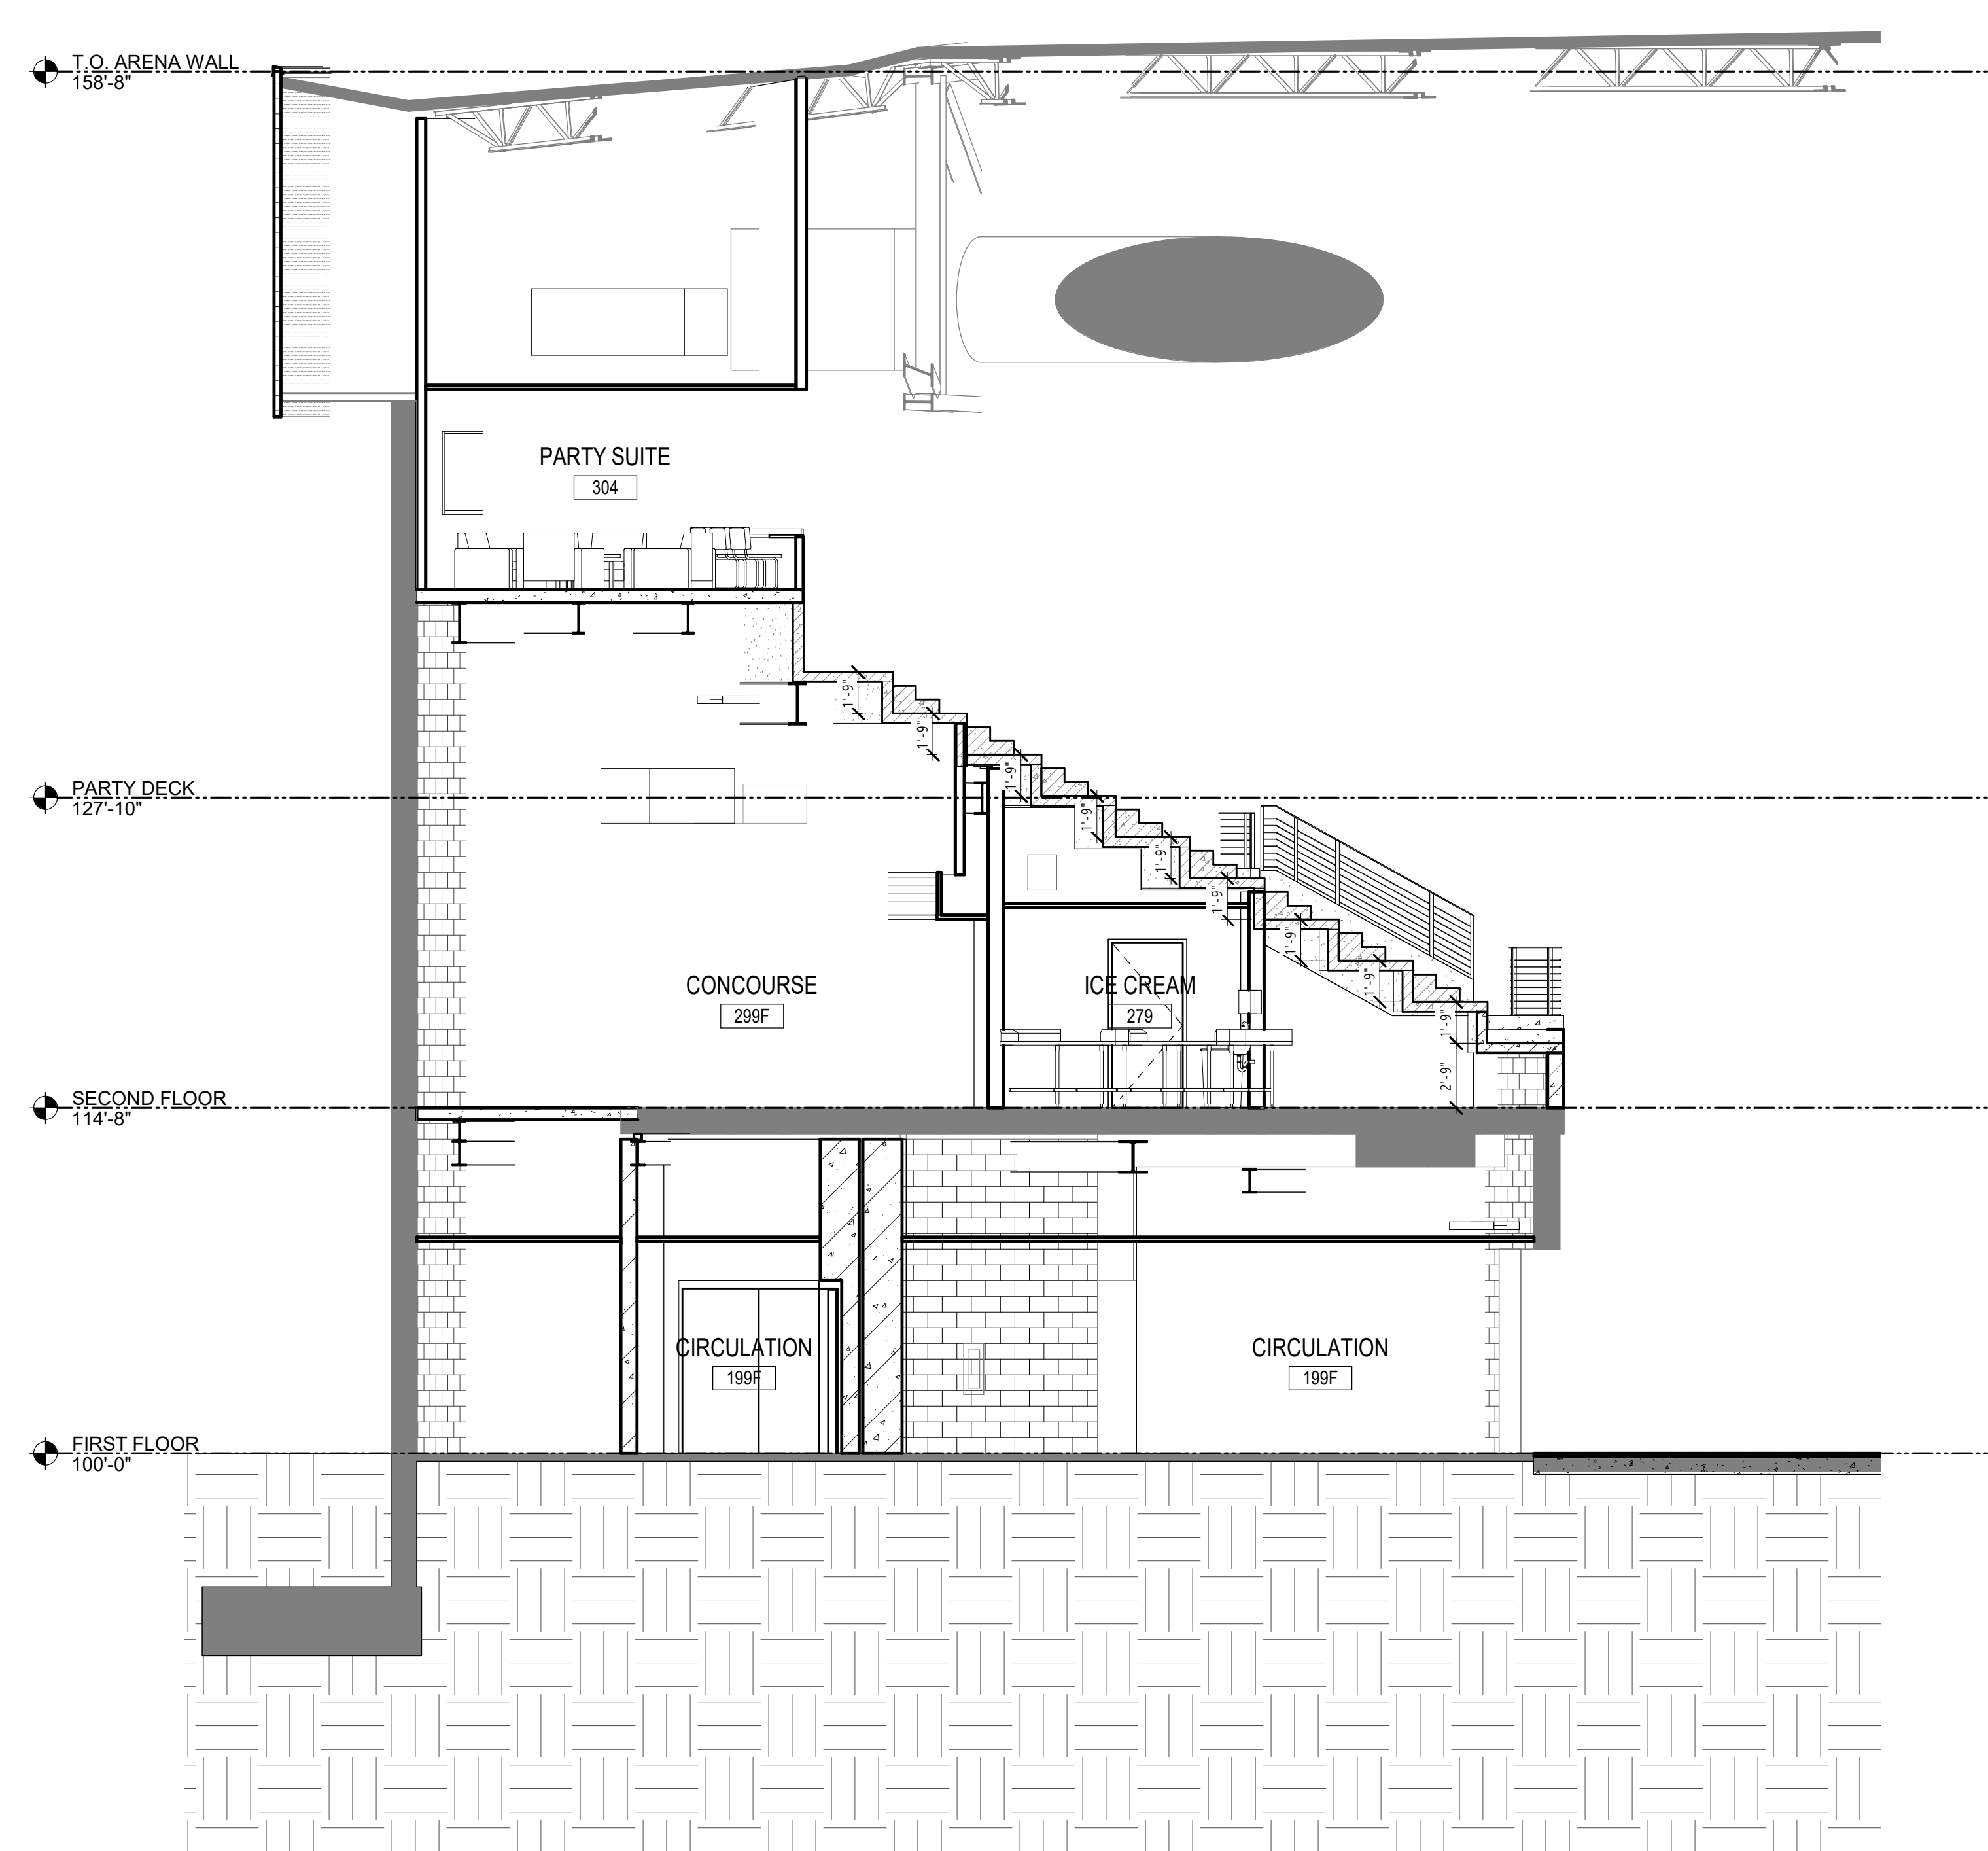 T.O. ARENA WALL
158'-8"
PARTY SUITE
304
1'-9"
1'-9"
1'-9"
PARTY DECK
127'-10"
1'-9"
1'-9"
1'-9"
1'-9"
1'-9"
CONCOURSE
299F
ICE CREAM
279
1'-9"
2'-9"
SECOND FLOOR
114'-8"
CIRCULATION
199F
CIRCULATION
199F
FIRST FLOOR
100'-0"